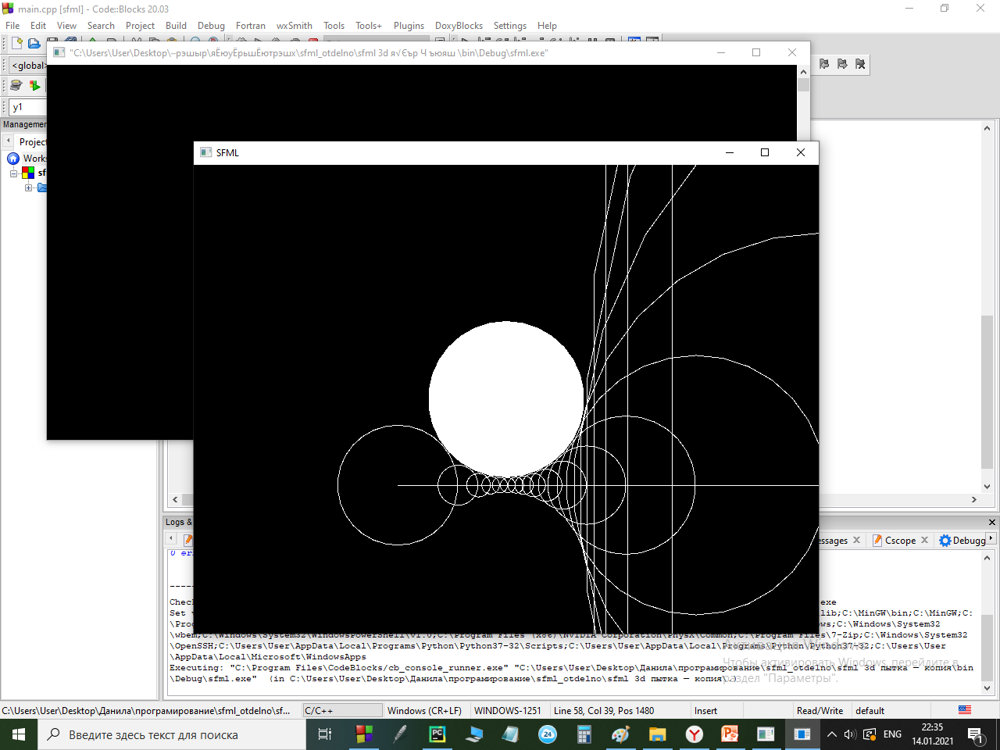 main.cpp [sfml] - Code::Blocks 20.03
File Edit View Search Project Build Debug Fortran wxSmith Tools Tools+ Plugins DoxyBlocks Settings Help
"C:\Users\User\Desktop\–рэшыр\яЁюуЁрьшЁютрэшх\sfml_otdelno\sfml 3d я√Єър Ч ъюяш \bin\Debug\sfml.exe"
<global>
y1
Management
SFML
Project
Works
sf
Logs &
essages
Cscope
Debugg
0 er
Check
exe
Set
lib;C:\MinGW\bin;C:\MinGW;C:
\Prog
ows;C:\Windows\System32
\wbem;C:\Windows\System32\WindowsPowerShell\v1.0;C:\Program Files (x86)\NVIDIA Corporation\PhysX\Common;C:\Program Files\7-Zip;C:\Windows\System32
\OpenSSH;C:\Users\User\AppData\Local\Programs\Python\Python37-32\Scripts;C:\Users\User\AppData\Local\Programs\Python\Python37-32;C:\Users\User
\AppData\Local\Microsoft\WindowsApps
Executing: "C:\Program Files\CodeBlocks/cb_console_runner.exe" "C:\Users\User\Desktop\Данила\програмирование\sfml_otdelno\sfml 3d пытка — копия\bin
\Debug\sfml.exe" (in C:\Users\User\Desktop\Данила\програмирование\sfml_otdelno\sfml 3d пытка — копия\.)
Активация Windows
Чтобы активировать Windows, перейдите в
раздел "Параметры".
C:\Users\User\Desktop\Данила\програмирование\sfml_otdelno\sf...
C/C++
Windows (CR+LF)
WINDOWS-1251
Line 58, Col 39, Pos 1480
Insert
Read/Write
default
Введите здесь текст для поиска
24
ENG
22:35
14.01.2021
1